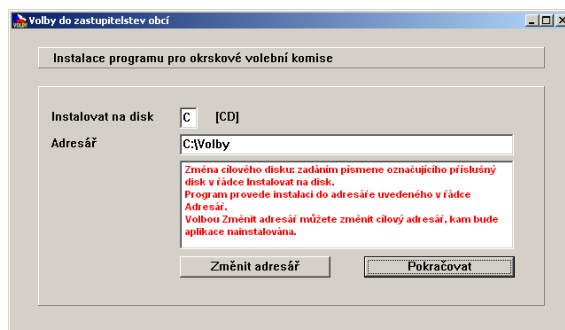 Volby do zastupitelstev obcí
Instalace programu pro okrskové volební komise
Instalovat na disk C [CD]
Adresář C:\Volby
Změna cílového disku: zadáním písmene označujícího příslušný
disk v řádce Instalovat na disk.
Program provede instalaci do adresáře uvedeného v řádce
Adresář.
Volbou Změnit adresář můžete změnit cílový adresář, kam bude
aplikace nainstalována.
Změnit adresář Pokračovat